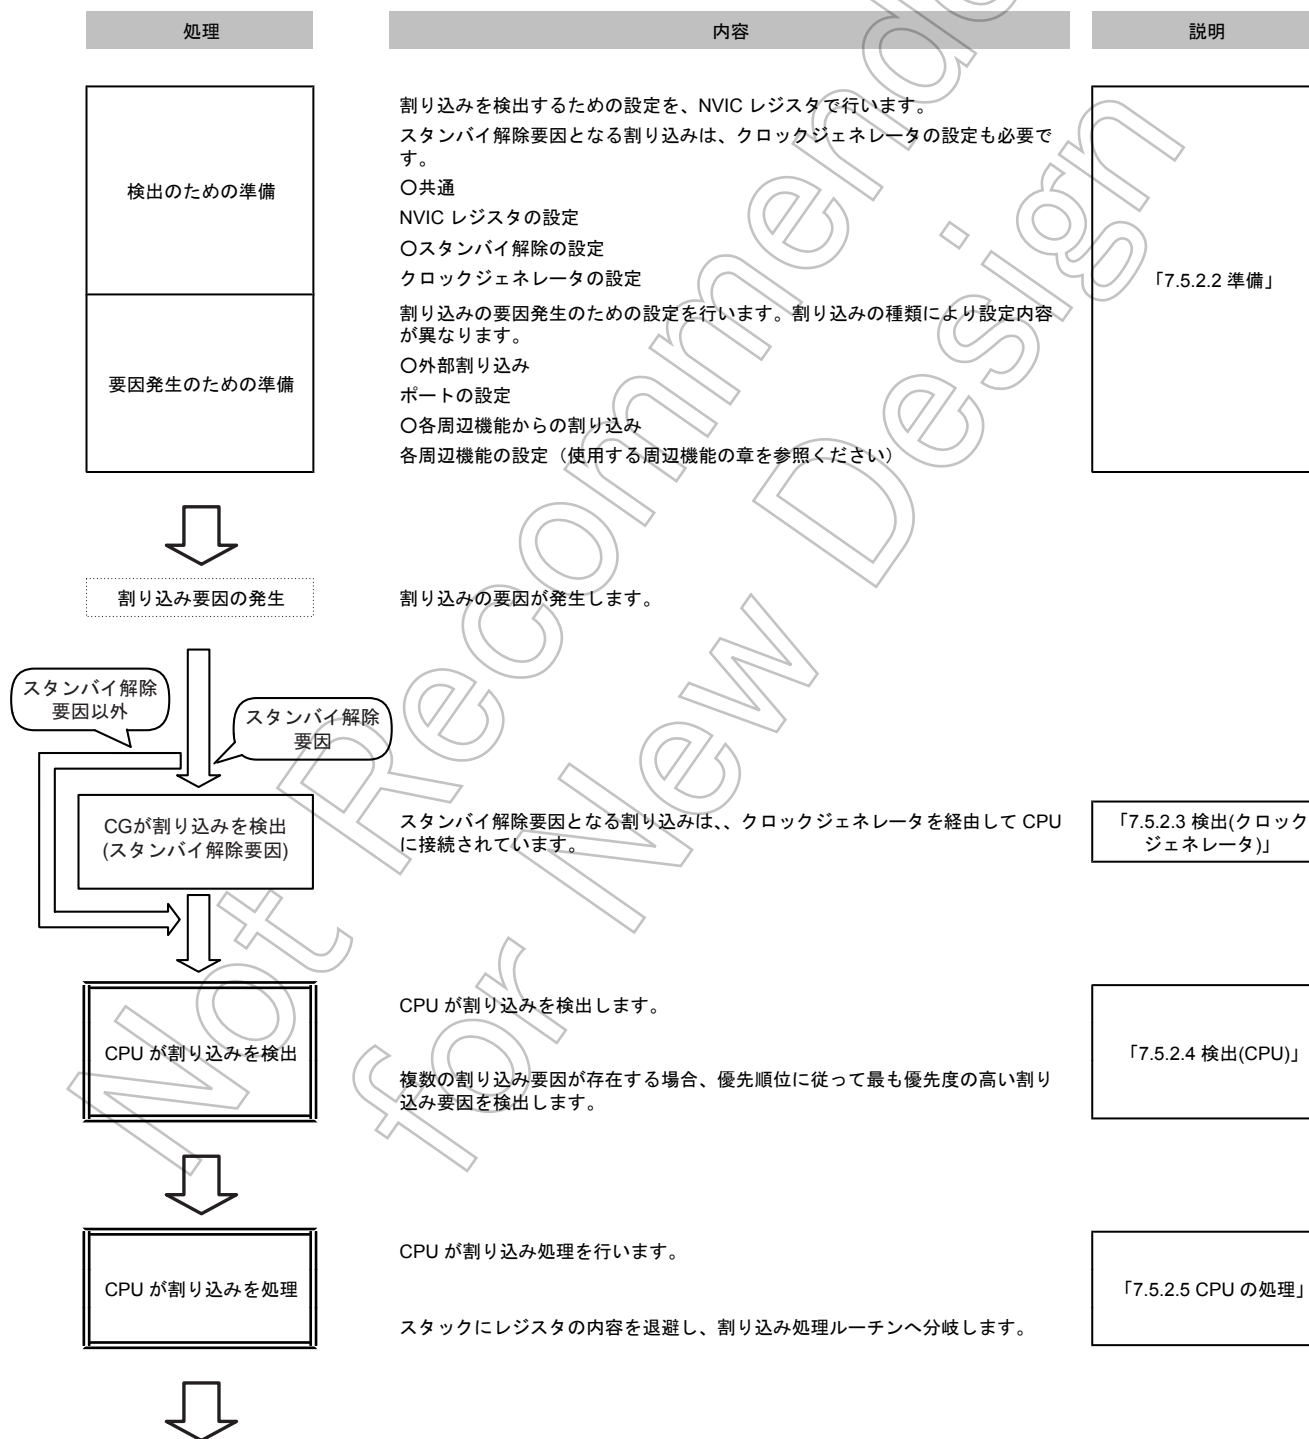 処理
内容
説明
検出のための準備
割り込みを検出するための設定を、NVIC レジスタで行います。
スタンバイ解除要因となる割り込みは、クロックジェネレータの設定も必要で
す。
〇共通
NVIC レジスタの設定
〇スタンバイ解除の設定
クロックジェネレータの設定
「7.5.2.2 準備」
要因発生のための準備
割り込みの要因発生のための設定を行います。割り込みの種類により設定内容
が異なります。
〇外部割り込み
ポートの設定
〇各周辺機能からの割り込み
各周辺機能の設定（使用する周辺機能の章を参照ください）
割り込み要因の発生
割り込みの要因が発生します。
スタンバイ解除
要因以外
スタンバイ解除
要因
CGが割り込みを検出
(スタンバイ解除要因)
スタンバイ解除要因となる割り込みは、、クロックジェネレータを経由して CPU
に接続されています。
「7.5.2.3 検出(クロック
ジェネレータ)」
CPU が割り込みを検出
CPU が割り込みを検出します。
複数の割り込み要因が存在する場合、優先順位に従って最も優先度の高い割り
込み要因を検出します。
「7.5.2.4 検出(CPU)」
CPU が割り込みを処理
CPU が割り込み処理を行います。
スタックにレジスタの内容を退避し、割り込み処理ルーチンへ分岐します。
「7.5.2.5 CPU の処理」
Not Recommende
for New Design